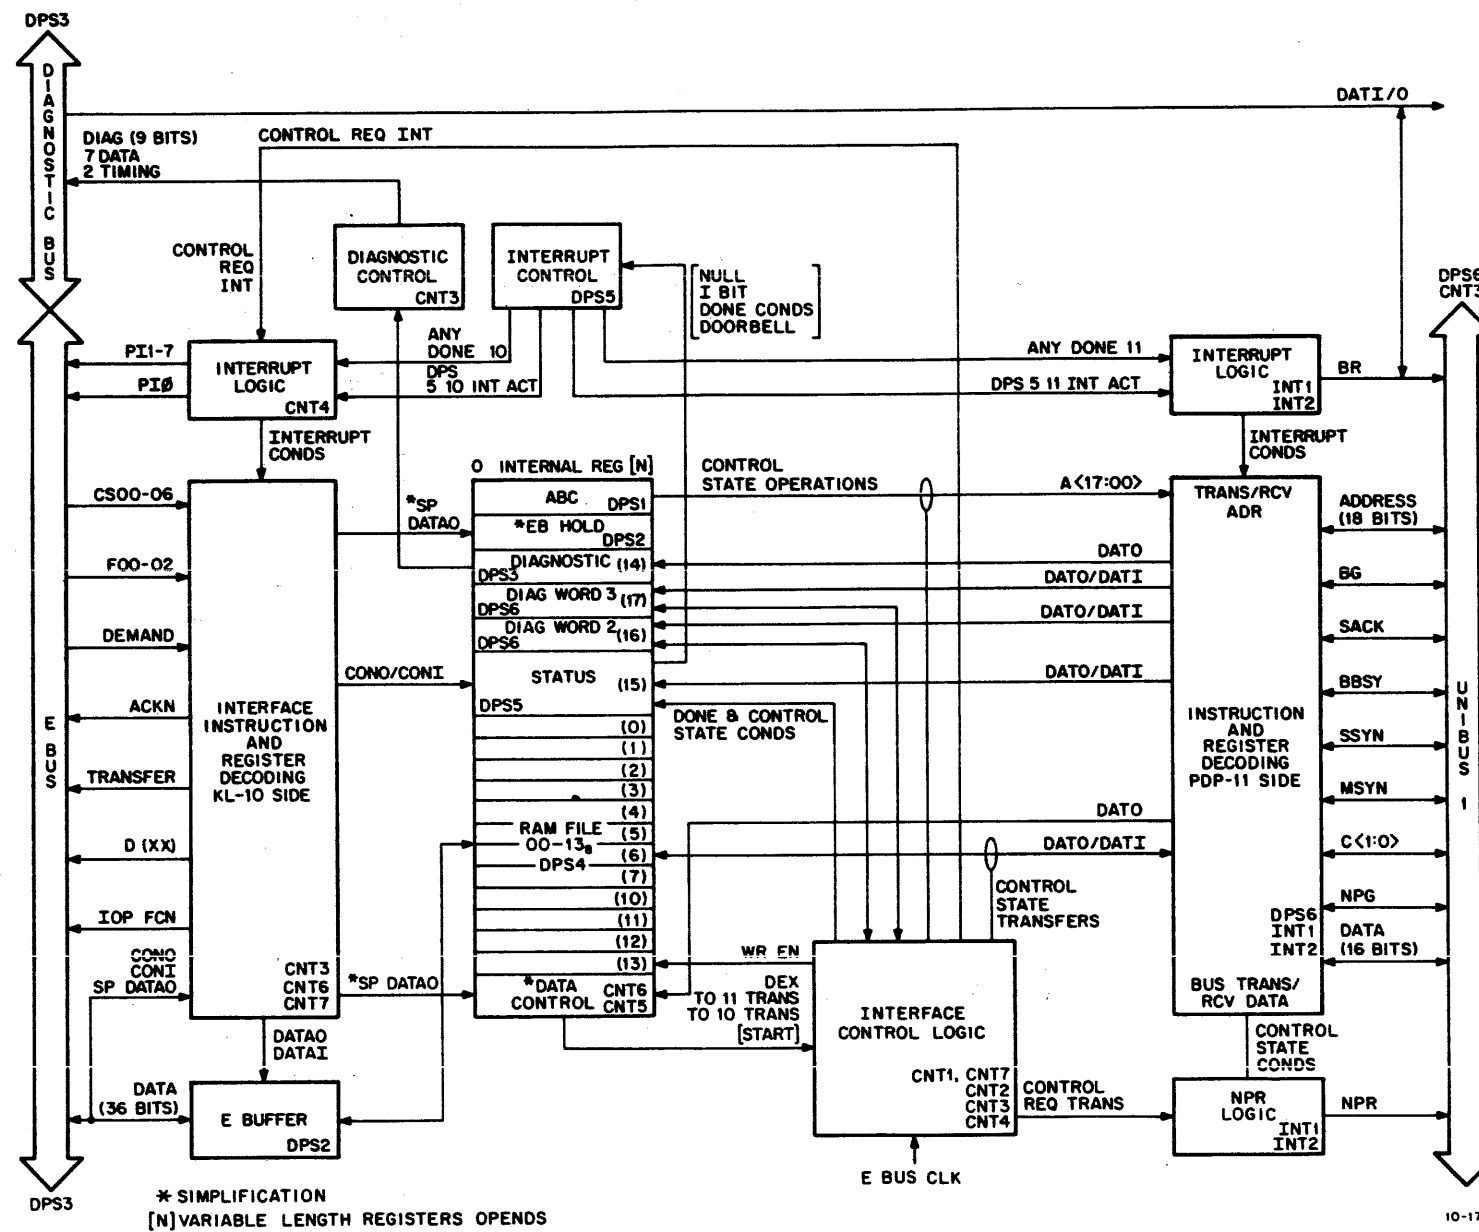 DPS3
DIAGNOSTIC BUS
DATI/O
DIAG (9 BITS)
7 DATA
2 TIMING
CONTROL REQ INT
CONTROL
REQ
INT
DIAGNOSTIC
CONTROL
CNT3
INTERRUPT
CONTROL
DPS5
NULL
I BIT
DONE CONDS
DOORBELL
DPS6
CNT3
PI1-7
PIØ
INTERRUPT
LOGIC
CNT4
ANY
DONE 10
DPS
5 10 INT ACT
ANY DONE 11
DPS 5 11 INT ACT
INTERRUPT
LOGIC
INT1
INT2
BR
INTERRUPT
CONDS
INTERRUPT
CONDS
O INTERNAL REG [N]
CONTROL
STATE OPERATIONS
A<17:00>
CS00-06
F00-02
DEMAND
ACKN
TRANSFER
D (XX)
IOP FCN
CONO
CONI
SP DATAO
E BUS
INTERFACE
INSTRUCTION
AND
REGISTER
DECODING
KL-10 SIDE
CNT3
CNT6
CNT7
*SP
DATAO
CONO/CONI
*SP DATAO
ABC
DPS1
*EB HOLD
DPS2
DIAGNOSTIC (14)
DPS3
DIAG WORD 3 (17)
DPS6
DIAG WORD 2 (16)
DPS6
STATUS
(15)
DPS5
(0)
(1)
(2)
(3)
(4)
RAM FILE (5)
00-13₈
(6)
DPS4
(7)
(10)
(11)
(12)
(13)
*DATA
CONTROL
CNT6
CNT5
DATO
DATO/DATI
DATO/DATI
DATO/DATI
DONE & CONTROL
STATE CONDS
DATO
DATO/DATI
CONTROL
STATE
TRANSFERS
WR EN
DEX
TO 11 TRANS
TO 10 TRANS
[START]
INTERFACE
CONTROL LOGIC
CNT1, CNT7
CNT2
CNT3
CNT4
CONTROL
REQ TRANS
E BUS CLK
TRANS/RCV
ADR
INSTRUCTION
AND
REGISTER
DECODING
PDP-11 SIDE
DPS6
INT1
INT2
BUS TRANS/
RCV DATA
ADDRESS
(18 BITS)
BG
SACK
BBSY
SSYN
MSYN
C<1:0>
NPG
DATA
(16 BITS)
UNIBUS 1
CONTROL
STATE
CONDS
NPR
LOGIC
INT1
INT2
NPR
DATAO
DATAI
DATA
(36 BITS)
E BUFFER
DPS2
DPS3
* SIMPLIFICATION
[N] VARIABLE LENGTH REGISTERS OPENDS